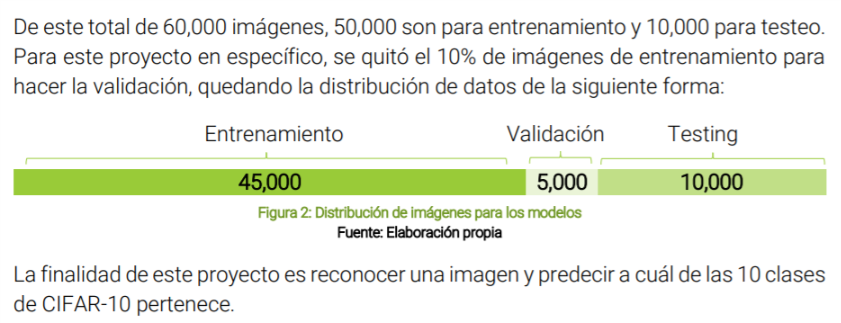 De este total de 60,000 imágenes, 50,000 son para entrenamiento y 10,000 para testeo.
Para este proyecto en específico, se quitó el 10% de imágenes de entrenamiento para
hacer la validación, quedando la distribución de datos de la siguiente forma:
Entrenamiento Validación Testing
45,000 5,000 10,000
Figura 2: Distribución de imágenes para los modelos
Fuente: Elaboración propia
La finalidad de este proyecto es reconocer una imagen y predecir a cuál de las 10 clases
de CIFAR-10 pertenece.